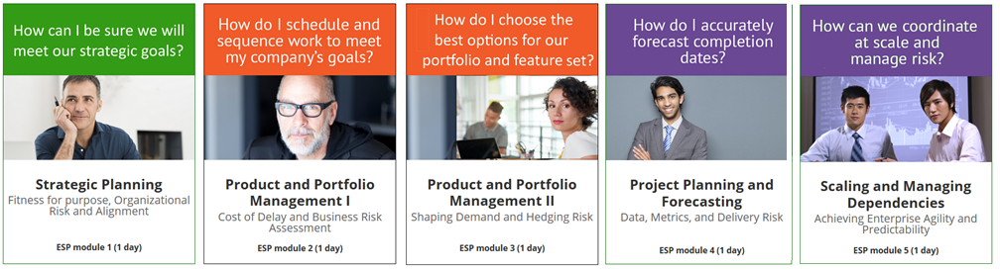 How can I be sure we will
meet our strategic goals?
Strategic Planning
Fitness for purpose, Organizational
Risk and Alignment
ESP module 1 (1 day)
How do I schedule and
sequence work to meet
my company's goals?
Product and Portfolio
Management I
Cost of Delay and Business Risk
Assessment
ESP module 2 (1 day)
How do I choose the
best options for our
portfolio and feature set?
Product and Portfolio
Management II
Shaping Demand and Hedging Risk
ESP module 3 (1 day)
How do I accurately
forecast completion
dates?
Project Planning and
Forecasting
Data, Metrics, and Delivery Risk
ESP module 4 (1 day)
How can we coordinate
at scale and
manage risk?
Scaling and Managing
Dependencies
Achieving Enterprise Agility and
Predictability
ESP module 5 (1 day)